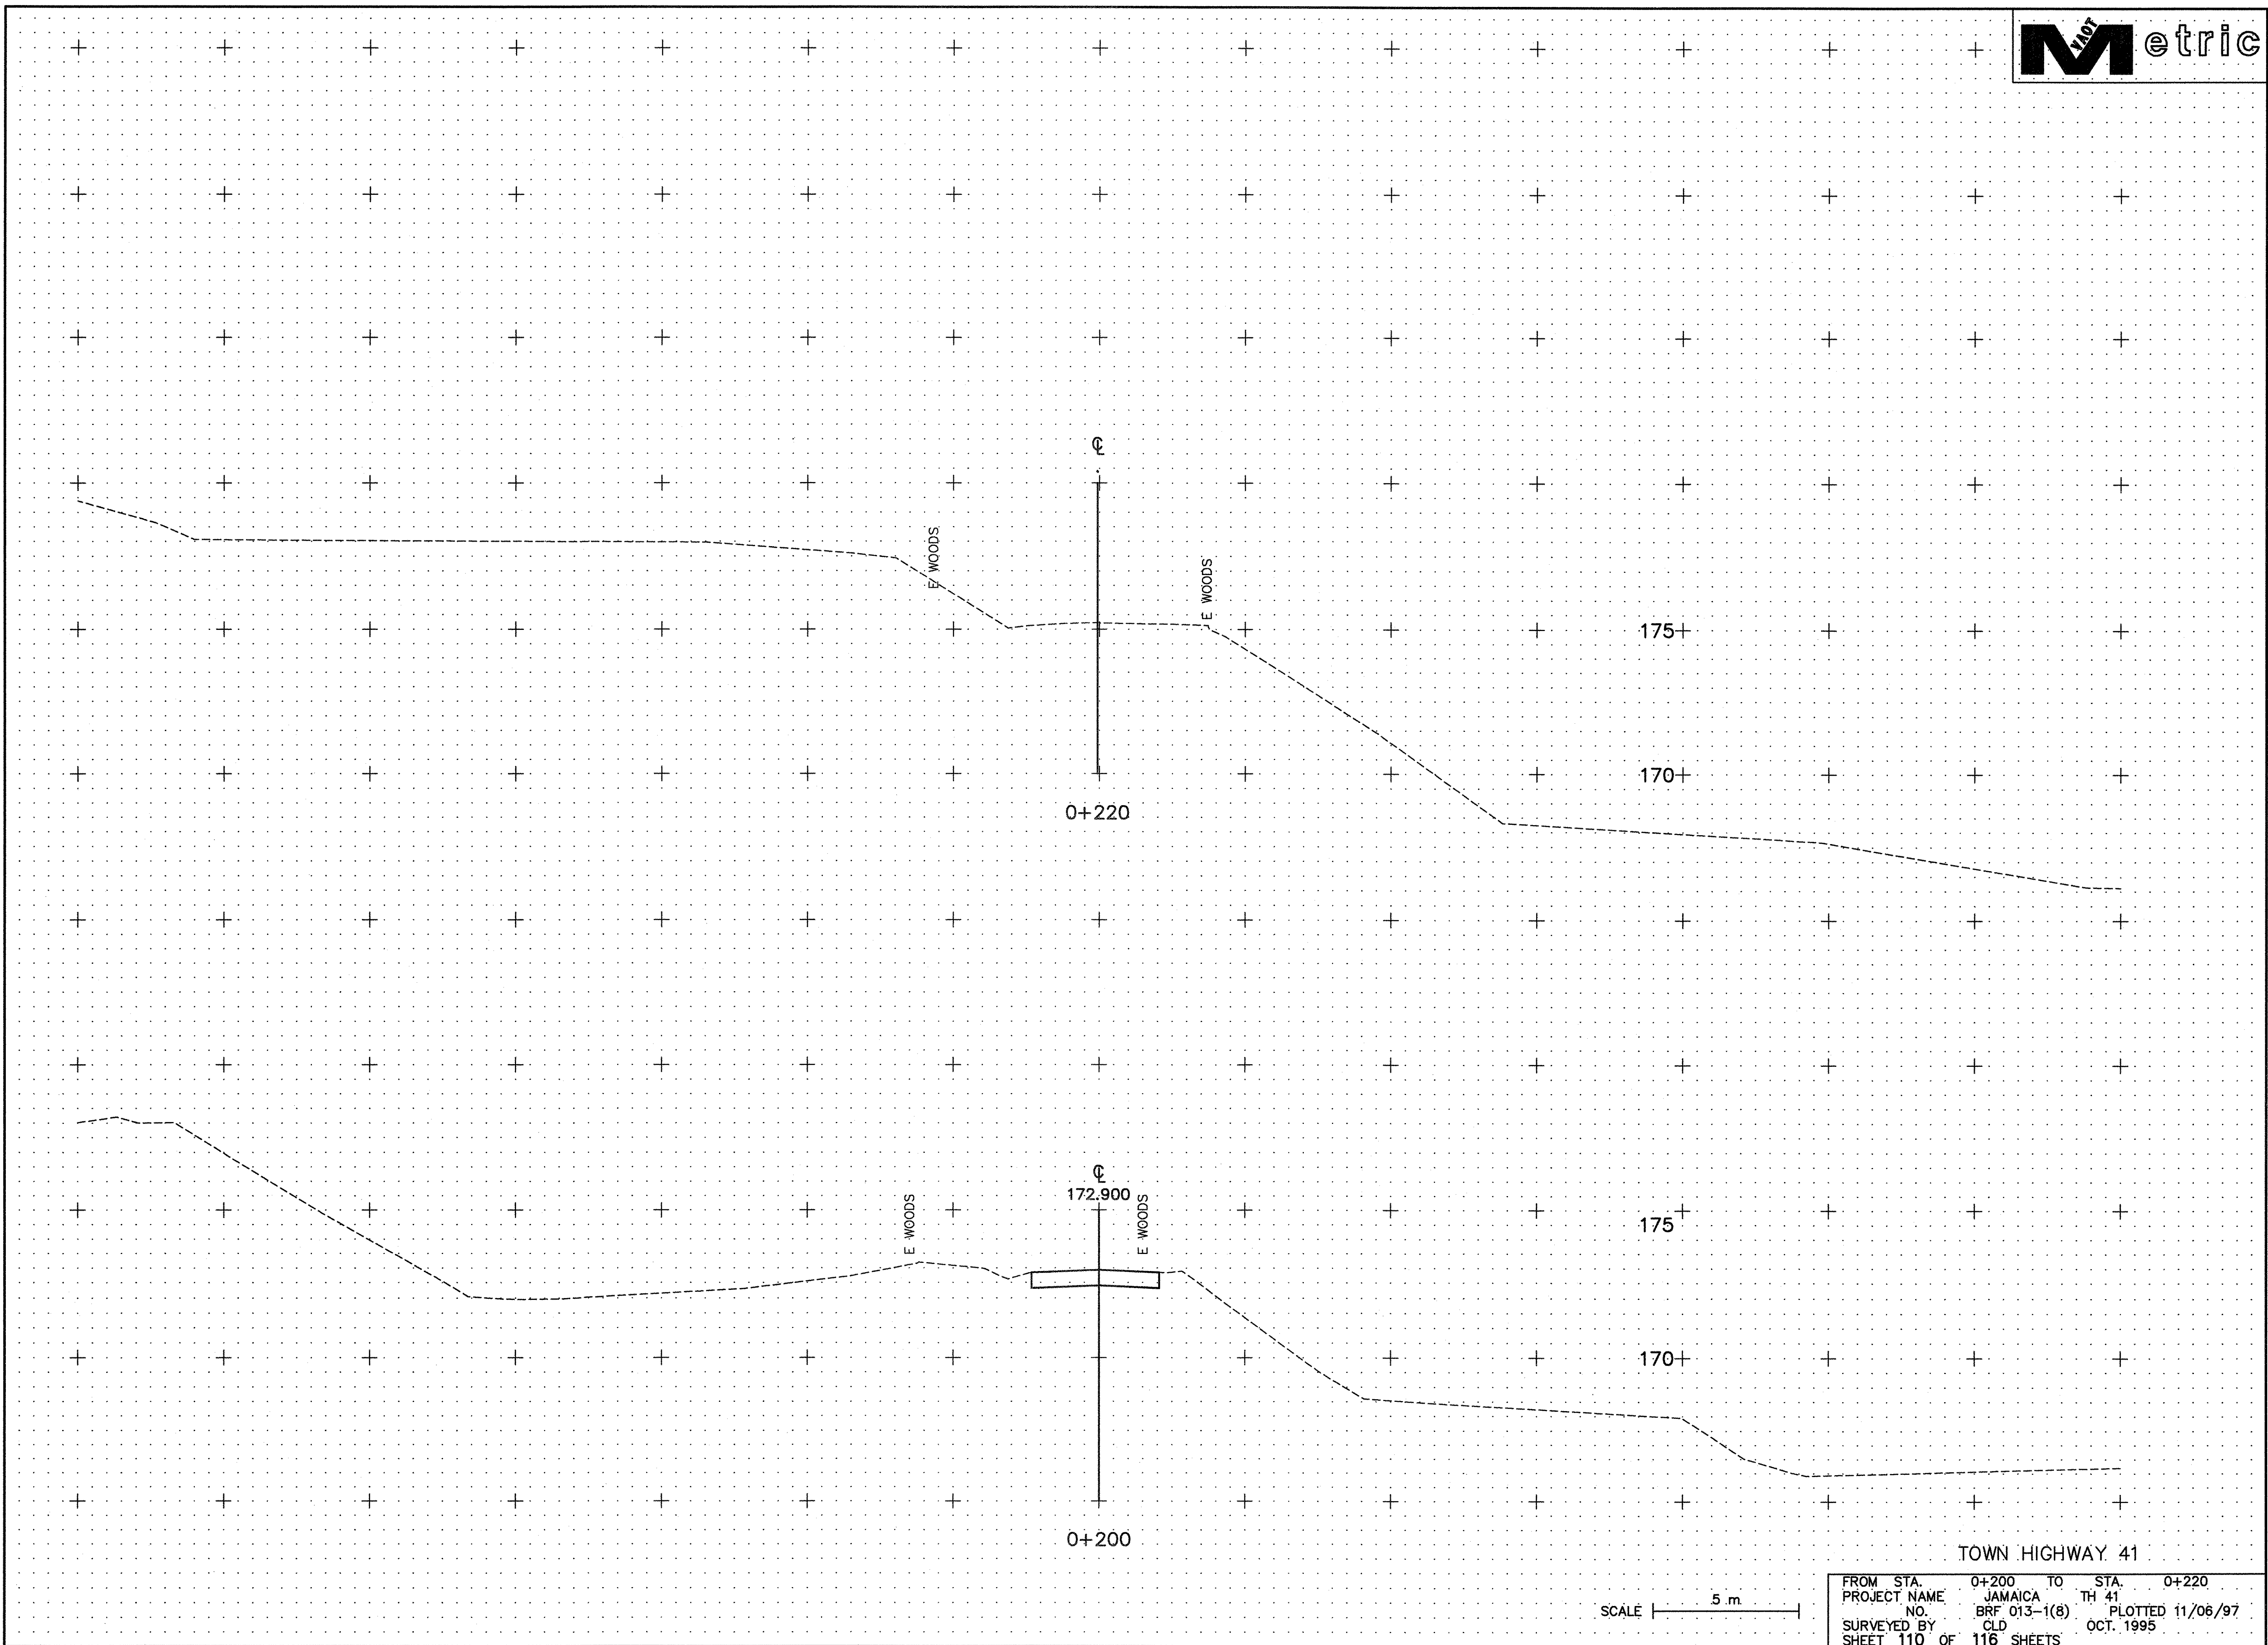 VAOT
Metric
℄
E WOODS
E WOODS
175
170
0+220
℄
172.900
E WOODS
E WOODS
175
170
0+200
TOWN HIGHWAY 41
SCALE 5 m
FROM STA. 0+200 TO STA. 0+220
PROJECT NAME JAMAICA TH 41
NO. BRF 013-1(8) PLOTTED 11/06/97
SURVEYED BY CLD OCT. 1995
SHEET 110 OF 116 SHEETS